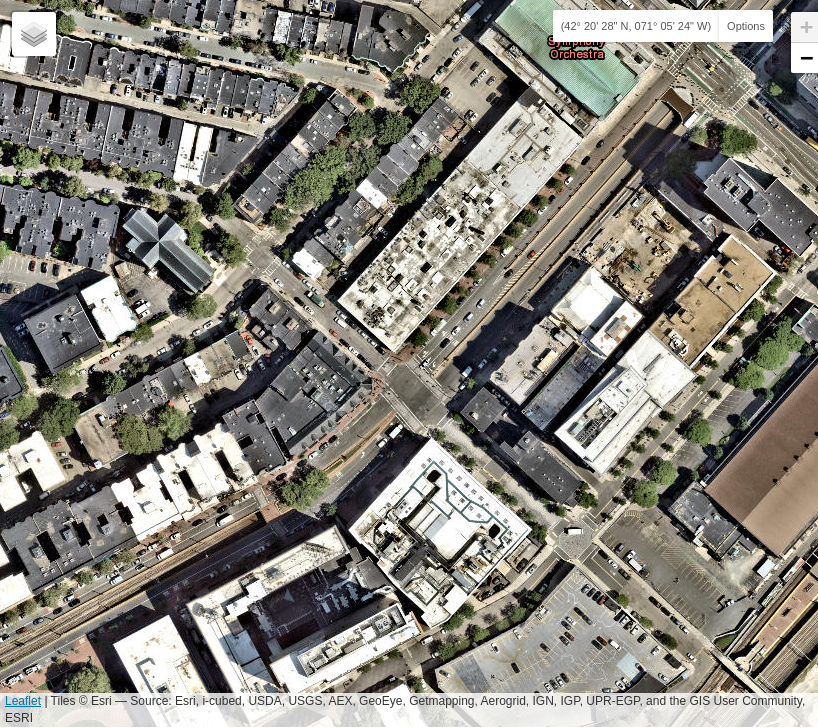 (42° 20' 28" N, 071° 05' 24" W) Options
+
−
Symphony
Orchestra
Leaflet | Tiles © Esri — Source: Esri, i-cubed, USDA, USGS, AEX, GeoEye, Getmapping, Aerogrid, IGN, IGP, UPR-EGP, and the GIS User Community,
ESRI